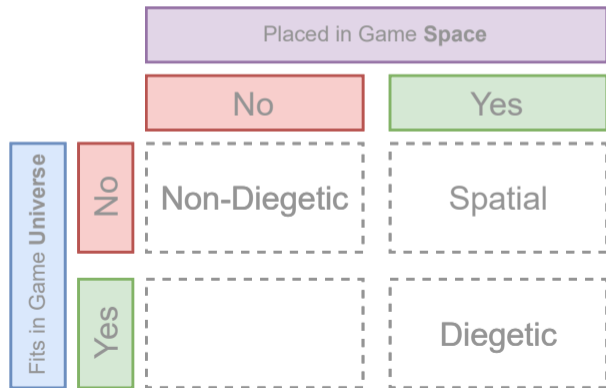 Placed in Game Space
No
Yes
Fits in Game Universe
No
Non-Diegetic
Spatial
Yes
Diegetic